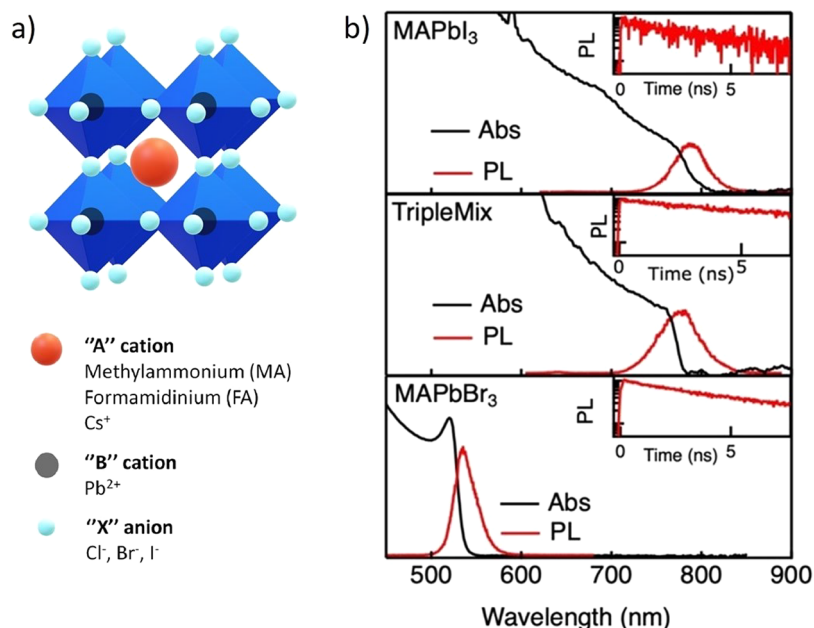 a)
"A" cation
Methylammonium (MA)
Formamidinium (FA)
Cs⁺
"B" cation
Pb²⁺
"X" anion
Cl⁻, Br⁻, I⁻
b)
MAPbI₃
Abs
PL
PL
0 Time (ns) 5
TripleMix
Abs
PL
PL
0 Time (ns) 5
MAPbBr₃
Abs
PL
PL
0 5
Time (ns)
500 600 700 800 900
Wavelength (nm)